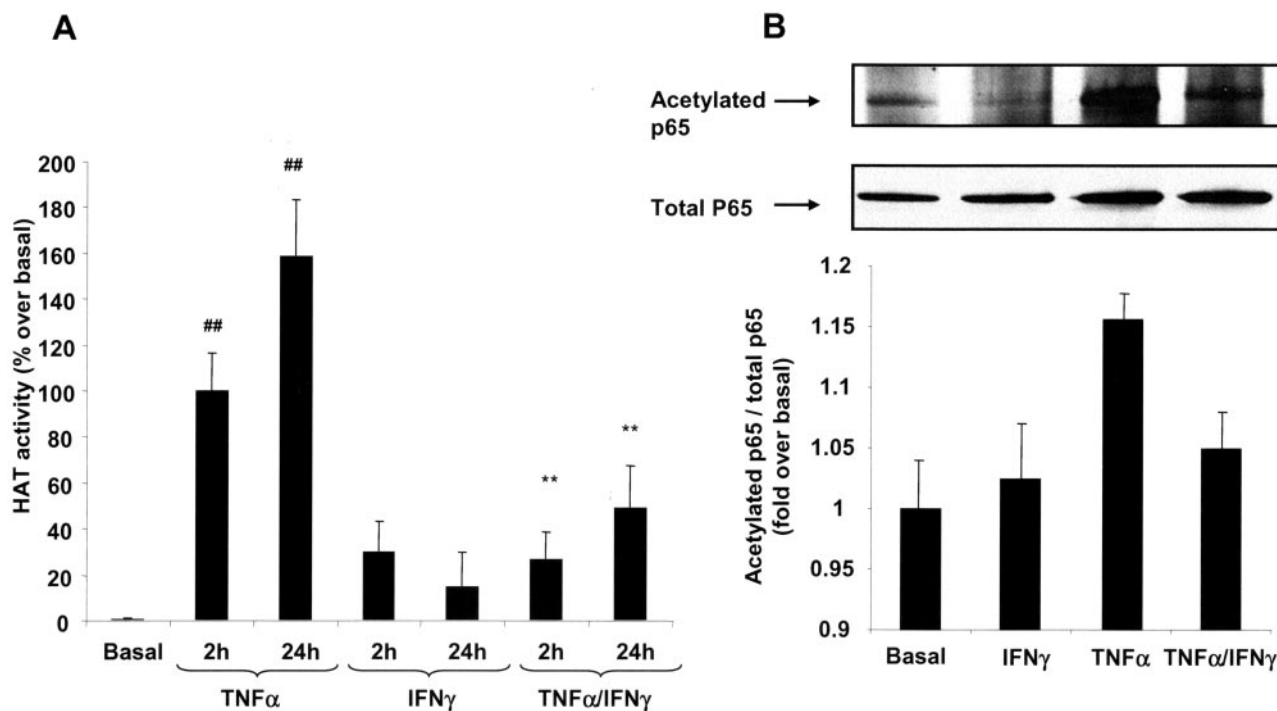 A
HAT activity (% over basal)
200
180
160
140
120
100
80
60
40
20
0
##
##
**
**
Basal 2h 24h 2h 24h 2h 24h
TNFα IFNγ TNFα/IFNγ
B
Acetylated
p65
Total P65
Acetylated p65 / total p65
(fold over basal)
1.2
1.15
1.1
1.05
1
0.95
0.9
Basal IFNγ TNFα TNFα/IFNγ